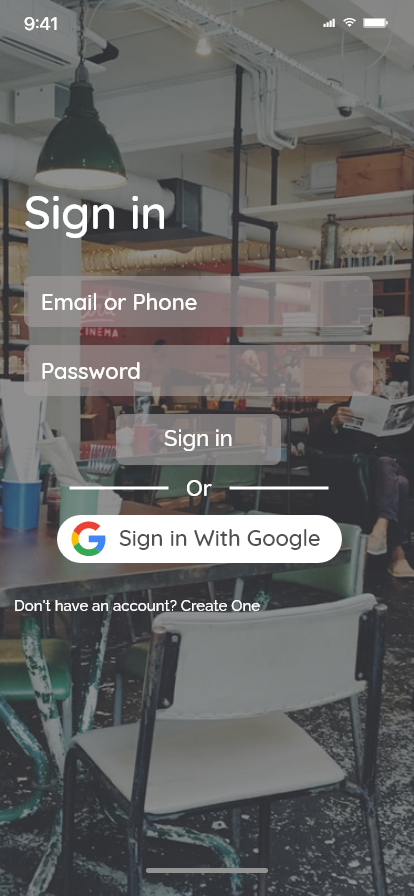 9:41
Sign in
Email or Phone
INEMA
Password
Sign in
Or
Sign in With Google
Don't have an account? Create One